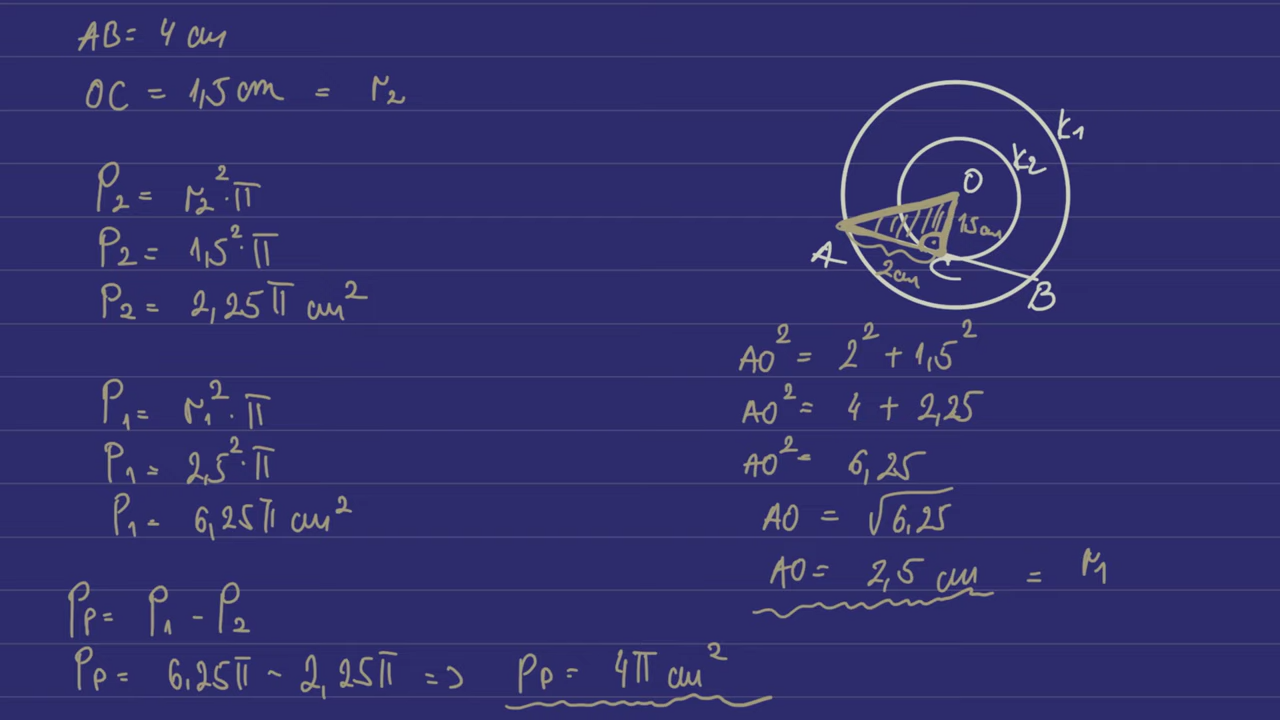 AB = 4 cm
OC = 1,5 cm = r₂
P₂ = r₂² · π
P₂ = 1,5² · π
P₂ = 2,25π cm²
P₁ = r₁² · π
P₁ = 2,5² · π
P₁ = 6,25π cm²
Pp = P₁ - P₂
Pp = 6,25π - 2,25π => Pp = 4π cm²
k₁
k₂
O
1,5 cm
A
2 cm
C
B
AO² = 2² + 1,5²
AO² = 4 + 2,25
AO² = 6,25
AO = √6,25
AO = 2,5 cm = r₁